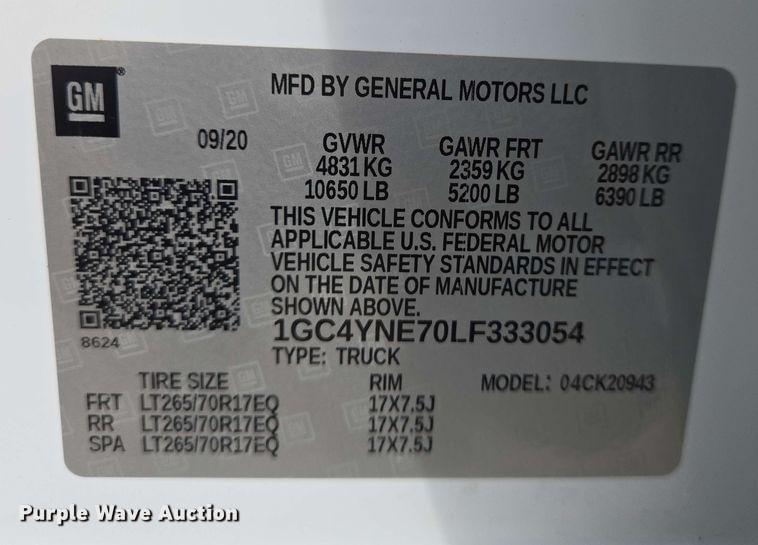 GM®
MFD BY GENERAL MOTORS LLC
09/20 GVWR GAWR FRT GAWR RR
4831 KG 2359 KG 2898 KG
10650 LB 5200 LB 6390 LB
THIS VEHICLE CONFORMS TO ALL
APPLICABLE U.S. FEDERAL MOTOR
VEHICLE SAFETY STANDARDS IN EFFECT
ON THE DATE OF MANUFACTURE
SHOWN ABOVE.
8624
1GC4YNE70LF333054
TYPE: TRUCK
TIRE SIZE RIM MODEL: 04CK20943
FRT LT265/70R17EQ 17X7.5J
RR LT265/70R17EQ 17X7.5J
SPA LT265/70R17EQ 17X7.5J
Purple Wave Auction